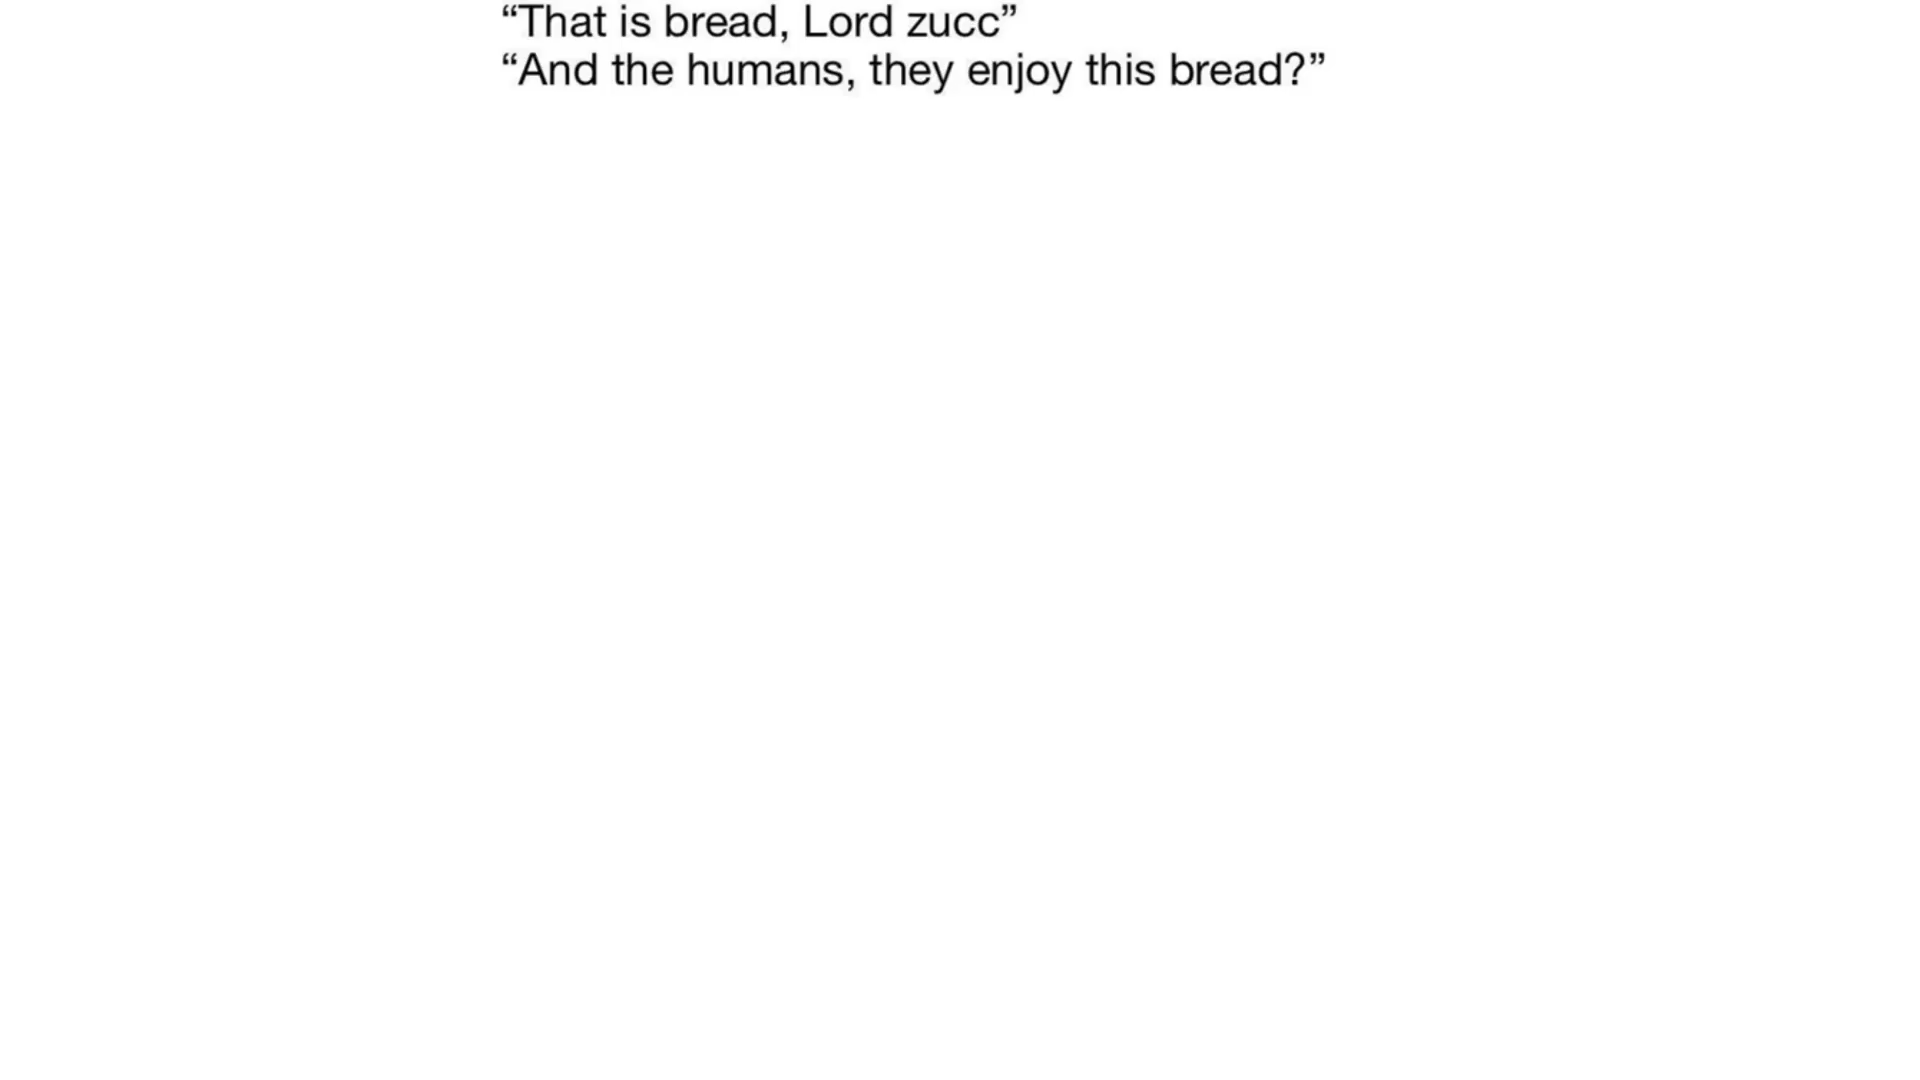 “That is bread, Lord zucc”
“And the humans, they enjoy this bread?”